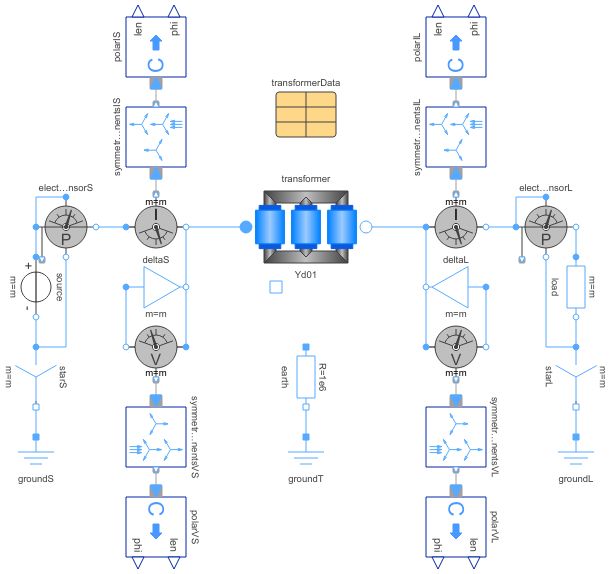 len
phi
polarIS
C
len
phi
polarIL
C
symmetr...nentsIS
transformerData
symmetr...nentsIL
elect...nsorS
m=m
transformer
m=m
elect...nsorL
P
I
I
P
deltaS
Yd01
deltaL
+
source
m=m
-
m=m
m=m
load
m=m
V
V
m=m
m=m
starS
m=m
R=1e6
earth
starL
m=m
symmetr...nentsVS
symmetr...nentsVL
groundS
groundT
groundL
C
polarVS
phi
len
C
polarVL
phi
len